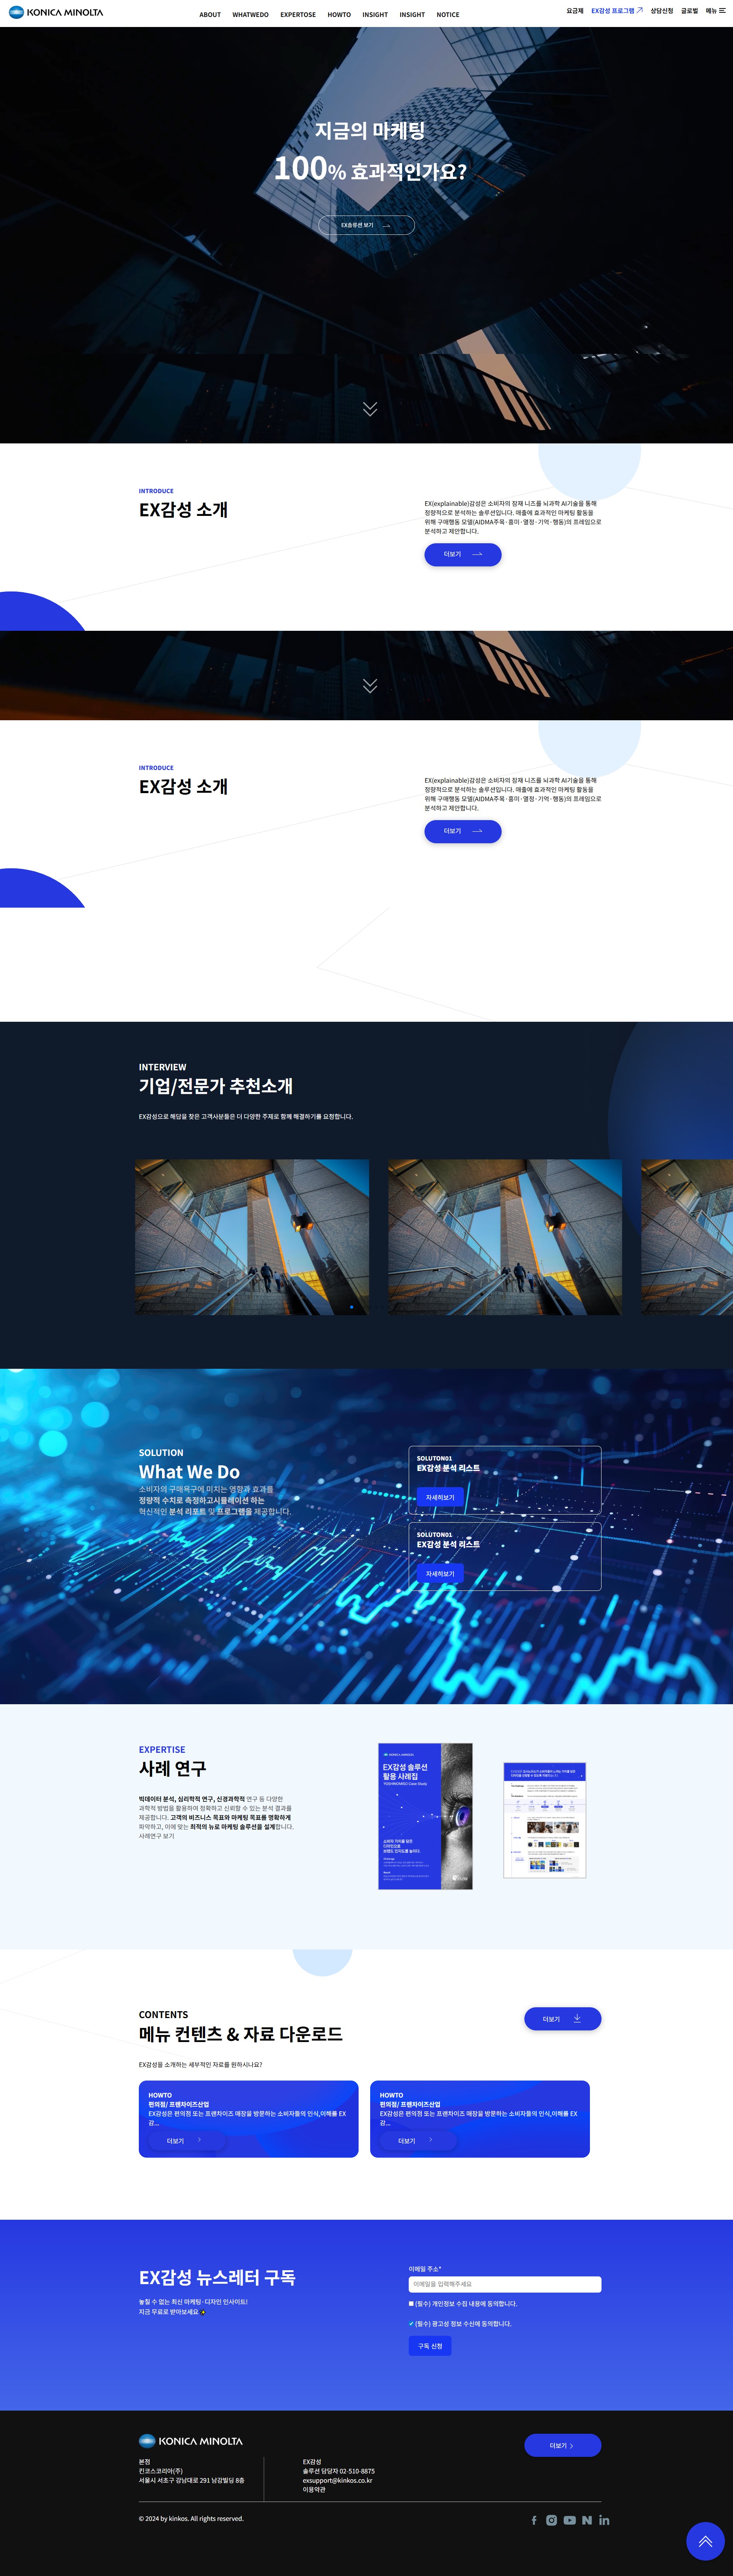 KONICA MINOLTA
ABOUT WHATWEDO EXPERTOSE HOWTO INSIGHT INSIGHT NOTICE
요금제 EX감성 프로그램 상담신청 글로벌 메뉴
지금의 마케팅
100% 효과적인가요?
EX솔루션 보기
INTRODUCE
EX감성 소개
EX(explainable)감성은 소비자의 잠재 니즈를 뇌과학 AI기술을 통해
정량적으로 분석하는 솔루션입니다. 매출에 효과적인 마케팅 활동을
위해 구매행동 모델(AIDMA주목·흥미·열정·기억·행동)의 프레임으로
분석하고 제안합니다.
더보기
INTRODUCE
EX감성 소개
EX(explainable)감성은 소비자의 잠재 니즈를 뇌과학 AI기술을 통해
정량적으로 분석하는 솔루션입니다. 매출에 효과적인 마케팅 활동을
위해 구매행동 모델(AIDMA주목·흥미·열정·기억·행동)의 프레임으로
분석하고 제안합니다.
더보기
INTERVIEW
기업/전문가 추천소개
EX감성으로 해답을 찾은 고객사분들은 더 다양한 주제로 함께 해결하기를 요청합니다.
SOLUTION
What We Do
소비자의 구매욕구에 미치는 영향과 효과를
정량적 수치로 측정하고시뮬레이션 하는
혁신적인 분석 리포트 및 프로그램을 제공합니다.
SOLUTON01
EX감성 분석 리스트
자세히보기
SOLUTON01
EX감성 분석 리스트
자세히보기
EXPERTISE
사례 연구
빅데이터 분석, 심리학적 연구, 신경과학적 연구 등 다양한
과학적 방법을 활용하여 정확하고 신뢰할 수 있는 분석 결과를
제공합니다. 고객의 비즈니스 목표와 마케팅 목표를 명확하게
파악하고, 이에 맞는 최적의 뉴로 마케팅 솔루션을 설계합니다.
사례연구 보기
KONICA MINOLTA
EX감성 솔루션
활용 사례집
소비자 가치를 담은
디자인으로
브랜드 인지도를 높이다.
CONTENTS
메뉴 컨텐츠 & 자료 다운로드
더보기
EX감성을 소개하는 세부적인 자료를 원하시나요?
HOWTO
편의점/ 프랜차이즈산업
EX감성은 편의점 또는 프랜차이즈 매장을 방문하는 소비자들의 인식,이해를 EX
감...
더보기
HOWTO
편의점/ 프랜차이즈산업
EX감성은 편의점 또는 프랜차이즈 매장을 방문하는 소비자들의 인식,이해를 EX
감...
더보기
EX감성 뉴스레터 구독
놓칠 수 없는 최신 마케팅·디자인 인사이트!
지금 무료로 받아보세요
이메일 주소*
이메일을 입력해주세요
(필수) 개인정보 수집 내용에 동의합니다.
(필수) 광고성 정보 수신에 동의합니다.
구독 신청
KONICA MINOLTA
더보기
본점
킨코스코리아(주)
서울시 서초구 강남대로 291 남강빌딩 8층
EX감성
솔루션 담당자 02-510-8875
exsupport@kinkos.co.kr
이용약관
© 2024 by kinkos. All rights reserved.